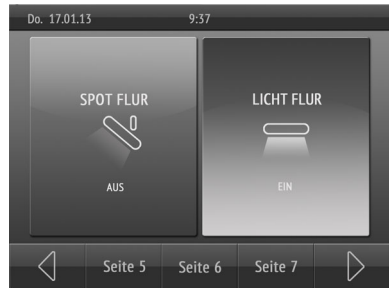 Do. 17.01.13 9:37
SPOT FLUR LICHT FLUR
AUS EIN
Seite 5 Seite 6 Seite 7